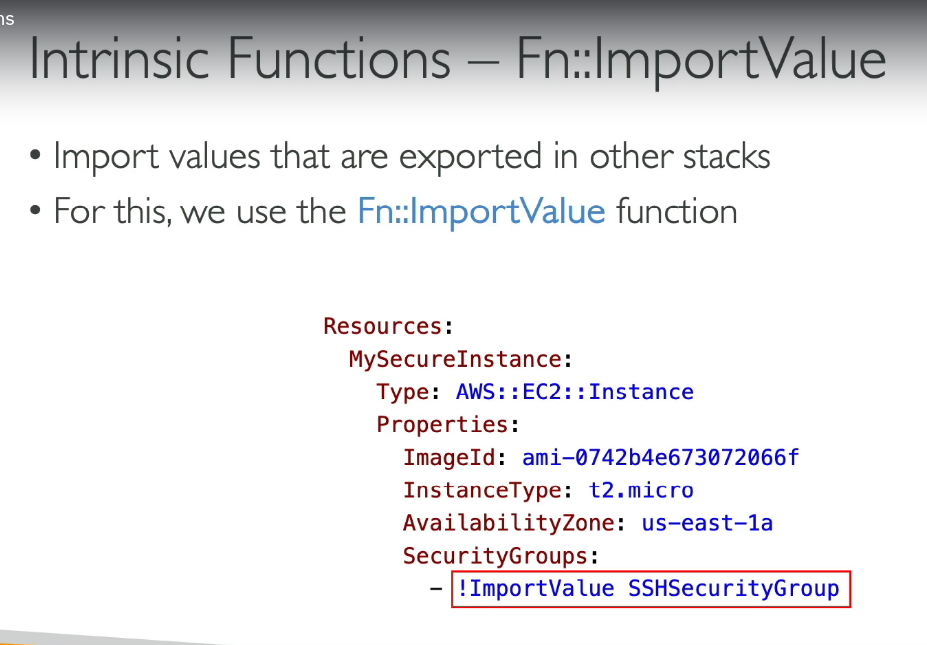 ns
Intrinsic Functions – Fn::ImportValue
• Import values that are exported in other stacks
• For this, we use the Fn::ImportValue function
Resources:
MySecureInstance:
Type: AWS::EC2::Instance
Properties:
ImageId: ami-0742b4e673072066f
InstanceType: t2.micro
AvailabilityZone: us-east-1a
SecurityGroups:
- !ImportValue SSHSecurityGroup